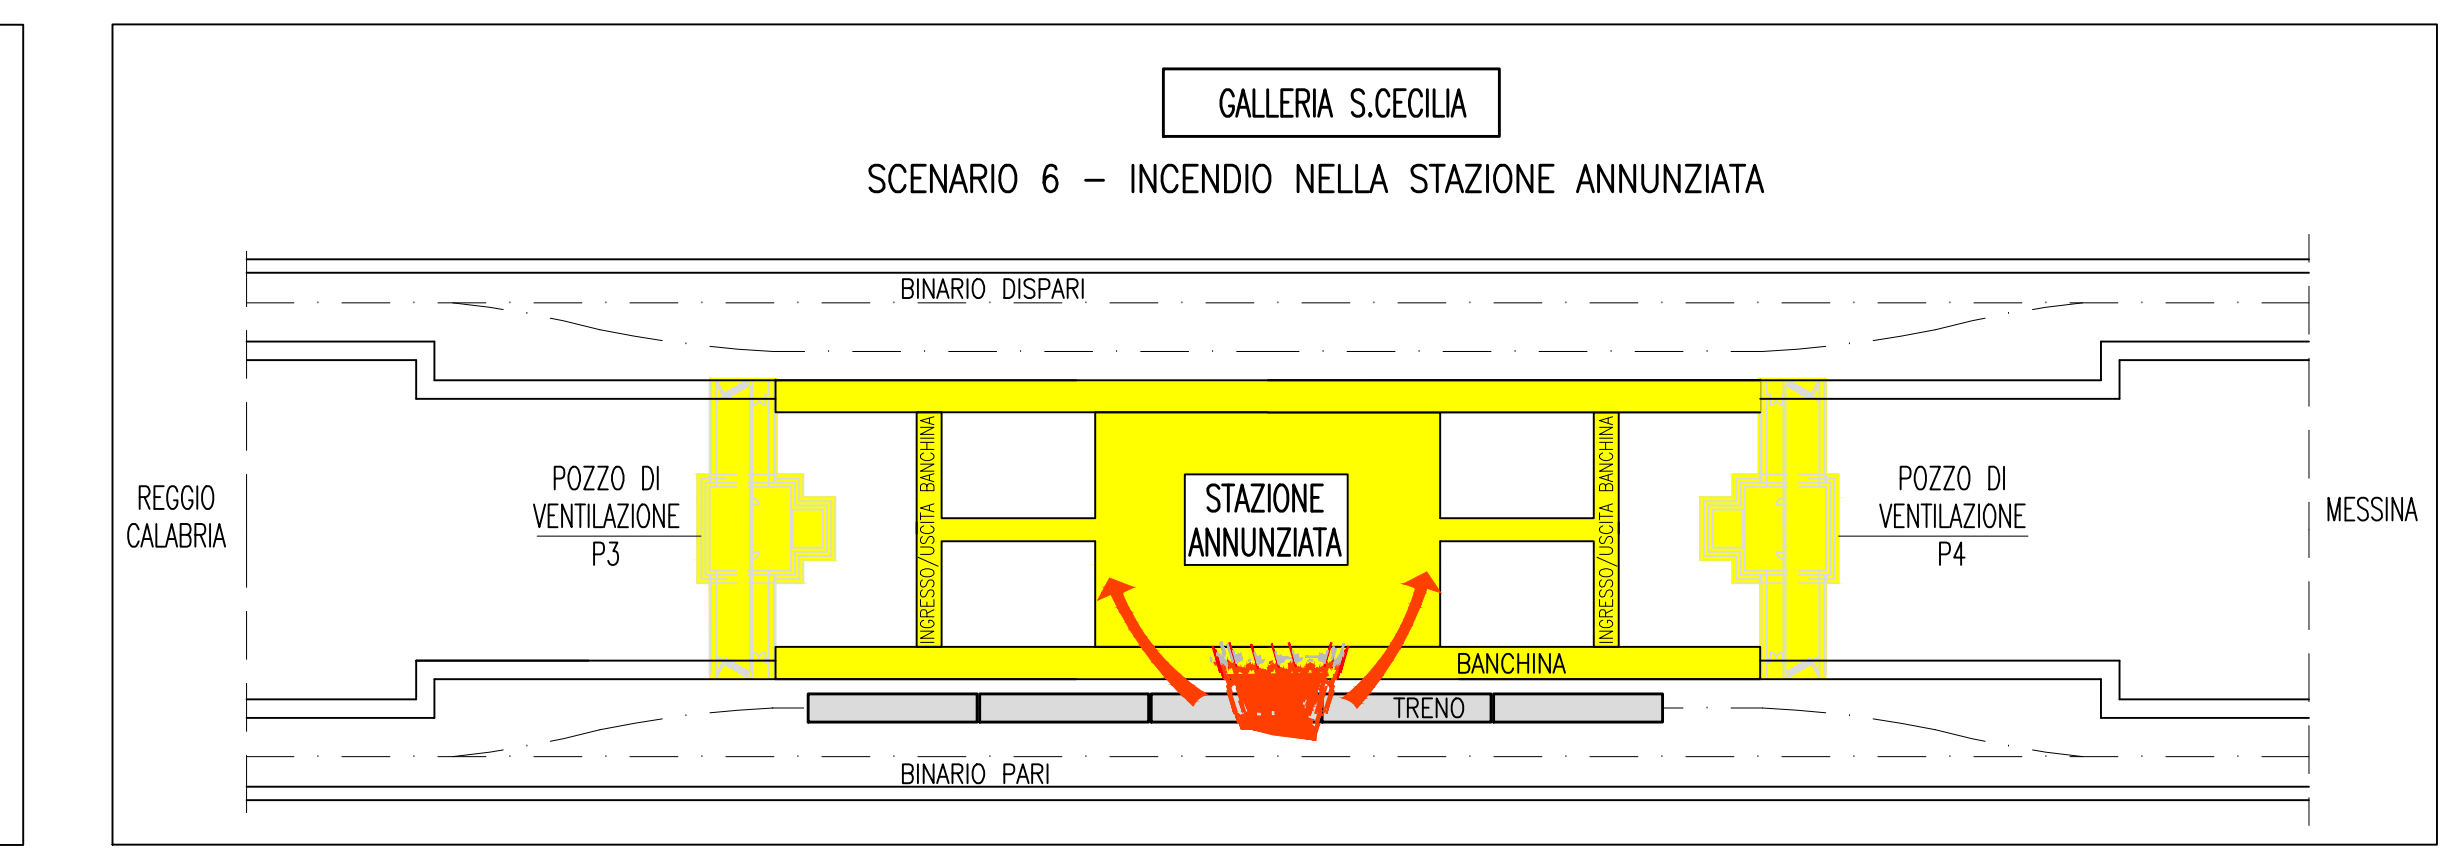 GALLERIA S.CECILIA
SCENARIO 6 – INCENDIO NELLA STAZIONE ANNUNZIATA
BINARIO DISPARI
REGGIO
CALABRIA
POZZO DI
VENTILAZIONE
P3
INGRESSO/USCITA BANCHINA
STAZIONE
ANNUNZIATA
INGRESSO/USCITA BANCHINA
POZZO DI
VENTILAZIONE
P4
MESSINA
BANCHINA
TRENO
BINARIO PARI